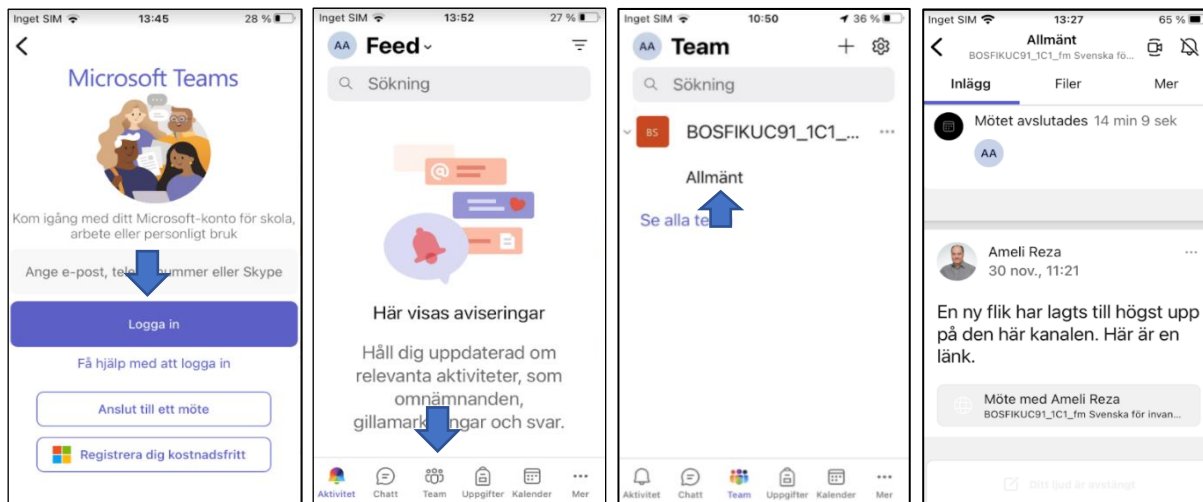 Inget SIM 13:45 28 %
Microsoft Teams
Kom igång med ditt Microsoft-konto för skola,
arbete eller personligt bruk
Ange e-post, tele nummer eller Skype
Logga in
Få hjälp med att logga in
Anslut till ett möte
Registrera dig kostnadsfritt
Inget SIM 13:52 27 %
AA Feed
Sökning
Här visas aviseringar
Håll dig uppdaterad om
relevanta aktiviteter, som
omnämnanden,
gillamark ngar och svar.
Aktivitet Chatt Team Uppgifter Kalender Mer
Inget SIM 10:50 36 %
AA Team
Sökning
BS BOSFIKUC91_1C1_...
Allmänt
Se alla te
Aktivitet Chatt Team Uppgifter Kalender Mer
Inget SIM 13:27 65 %
Allmänt
BOSFIKUC91_1C1_fm Svenska fö...
Inlägg Filer Mer
Mötet avslutades 14 min 9 sek
AA
Ameli Reza
30 nov., 11:21
En ny flik har lagts till högst upp
på den här kanalen. Här är en
länk.
Möte med Ameli Reza
BOSFIKUC91_1C1_fm Svenska för invan...
Ditt ljud är avstängt